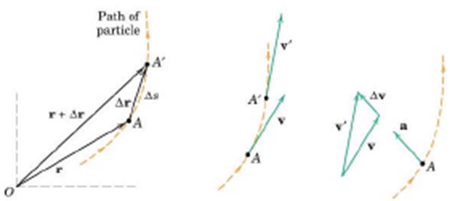 Path of
particle
A'
Δr
Δs
r + Δr
A
r
O
v'
A'
v
A
Δv
v'
v
a
A